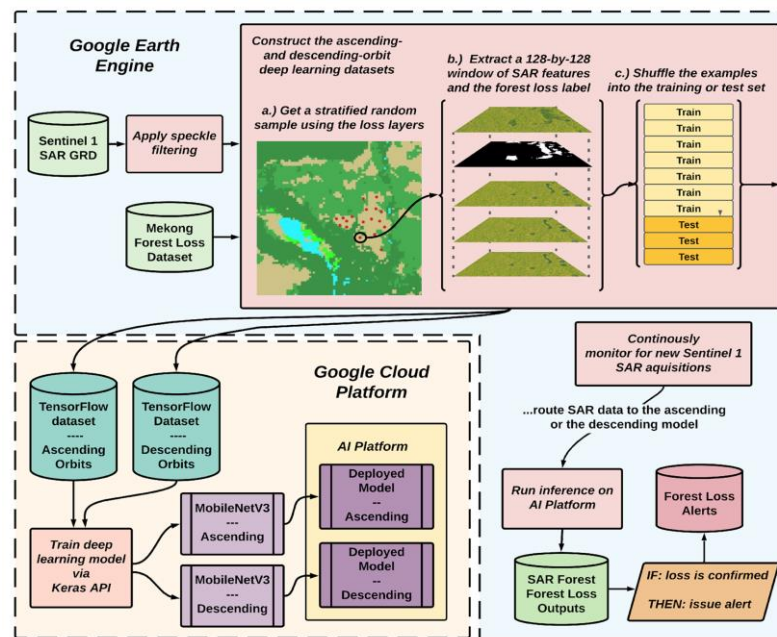 Google Earth
Engine
Sentinel 1
SAR GRD
Apply speckle
filtering
Mekong
Forest Loss
Dataset
Construct the ascending-
and descending-orbit
deep learning datasets
a.) Get a stratified random
sample using the loss layers
b.) Extract a 128-by-128
window of SAR features
and the forest loss label
c.) Shuffle the examples
into the training or test set
Train
Train
Train
Train
Train
Train
Train
Test
Test
Test
Google Cloud
Platform
TensorFlow
dataset
----
Ascending
Orbits
TensorFlow
Dataset
----
Descending
Orbits
Train deep
learning model
via
Keras API
MobileNetV3
---
Ascending
MobileNetV3
---
Descending
AI Platform
Deployed
Model
--
Ascending
Deployed
Model
--
Descending
Continously
monitor for new Sentinel 1
SAR aquisitions
...route SAR data to the ascending
or the descending model
Run inference on
AI Platform
SAR Forest
Forest Loss
Outputs
Forest Loss
Alerts
IF: loss is confirmed
THEN: issue alert